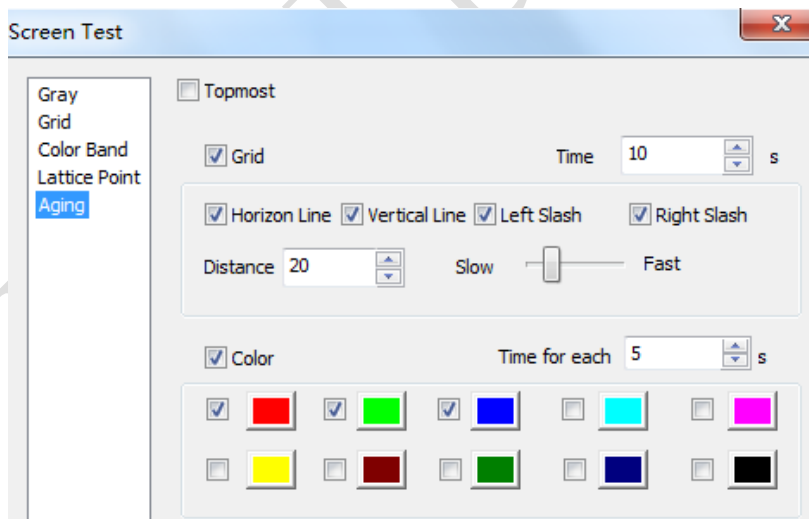 Screen Test
Gray
Grid
Color Band
Lattice Point
Aging
Topmost
Grid
Time 10 s
Horizon Line Vertical Line Left Slash Right Slash
Distance 20 Slow Fast
Color
Time for each 5 s